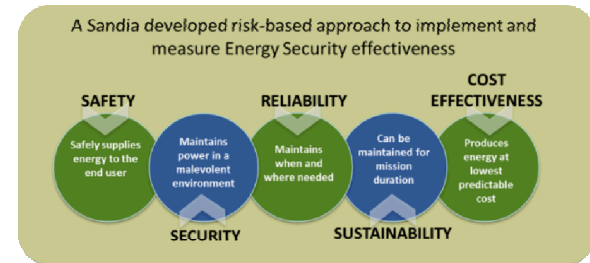 A Sandia developed risk-based approach to implement and
measure Energy Security effectiveness
SAFETY
Safely supplies
energy to the
end user
Maintains
power in a
malevolent
environment
SECURITY
RELIABILITY
Maintains
when and
where needed
Can be
maintained for
mission
duration
SUSTAINABILITY
COST
EFFECTIVENESS
Produces
energy at
lowest
predictable
cost